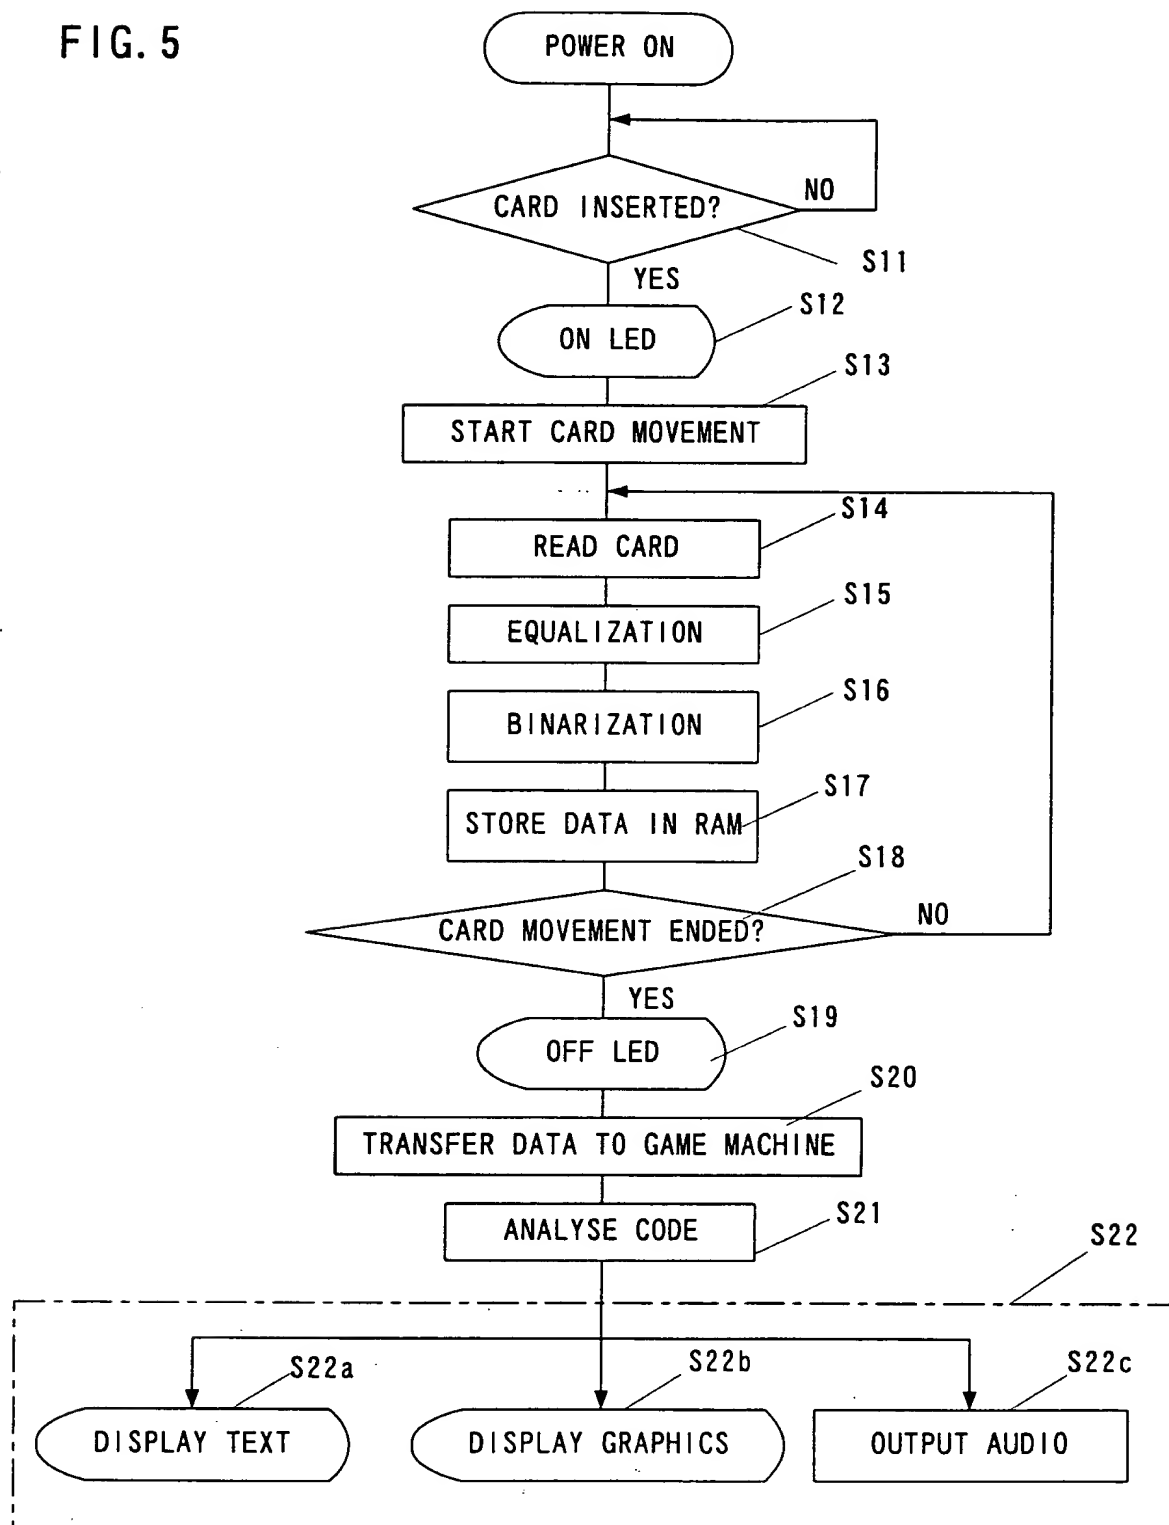 FIG. 5
POWER ON
CARD INSERTED?
NO
S11
YES
S12
ON LED
S13
START CARD MOVEMENT
S14
READ CARD
S15
EQUALIZATION
S16
BINARIZATION
S17
STORE DATA IN RAM
S18
CARD MOVEMENT ENDED?
NO
YES
S19
OFF LED
S20
TRANSFER DATA TO GAME MACHINE
S21
ANALYSE CODE
S22
S22a
S22b
S22c
DISPLAY TEXT
DISPLAY GRAPHICS
OUTPUT AUDIO